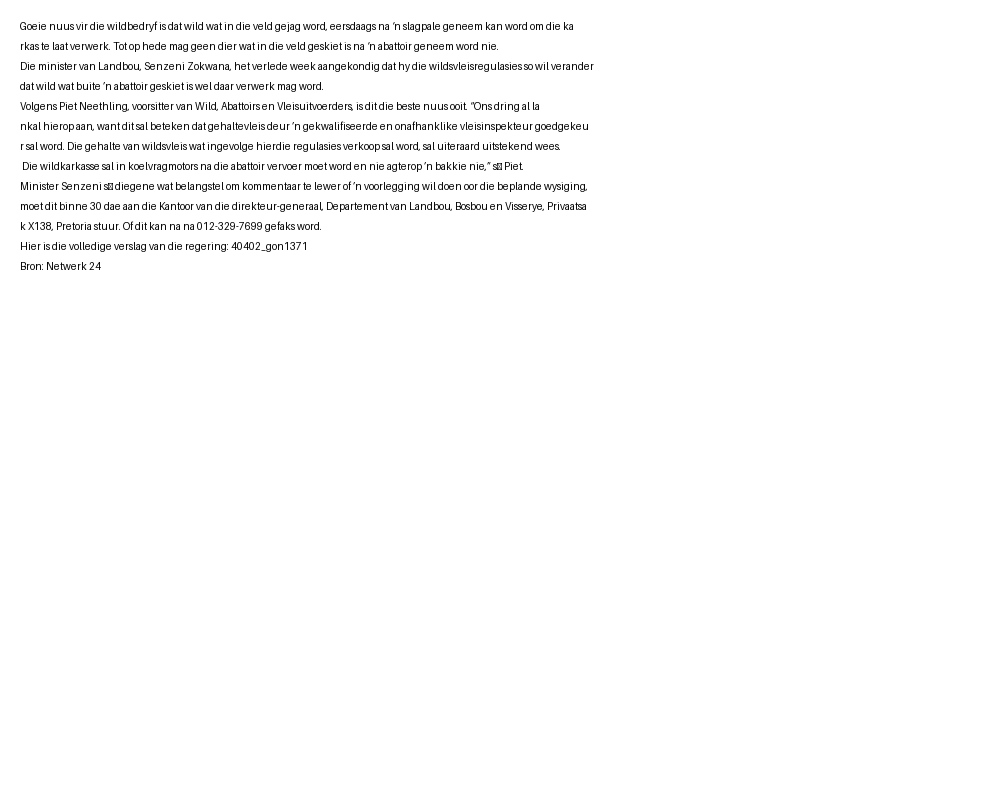 Goeie nuus vir die wildbedryf is dat wild wat in die veld gejag word, eersdaags na ’n slagpale geneem kan word om die ka
rkas te laat verwerk. Tot op hede mag geen dier wat in die veld geskiet is na ’n abattoir geneem word nie.
Die minister van Landbou, Senzeni Zokwana, het verlede week aangekondig dat hy die wildsvleisregulasies so wil verander
dat wild wat buite ’n abattoir geskiet is wel daar verwerk mag word.
Volgens Piet Neethling, voorsitter van Wild, Abattoirs en Vleisuitvoerders, is dit die beste nuus ooit. “Ons dring al la
nkal hierop aan, want dit sal beteken dat gehaltevleis deur ’n gekwalifiseerde en onafhanklike vleisinspekteur goedgekeu
r sal word. Die gehalte van wildsvleis wat ingevolge hierdie regulasies verkoop sal word, sal uiteraard uitstekend wees.
Die wildkarkasse sal in koelvragmotors na die abattoir vervoer moet word en nie agterop ’n bakkie nie,” s Piet.
Minister Senzeni s diegene wat belangstel om kommentaar te lewer of ’n voorlegging wil doen oor die beplande wysiging,
moet dit binne 30 dae aan die Kantoor van die direkteur-generaal, Departement van Landbou, Bosbou en Visserye, Privaatsa
k X138, Pretoria stuur. Of dit kan na na 012-329-7699 gefaks word.
Hier is die volledige verslag van die regering: 40402_gon1371
Bron: Netwerk 24